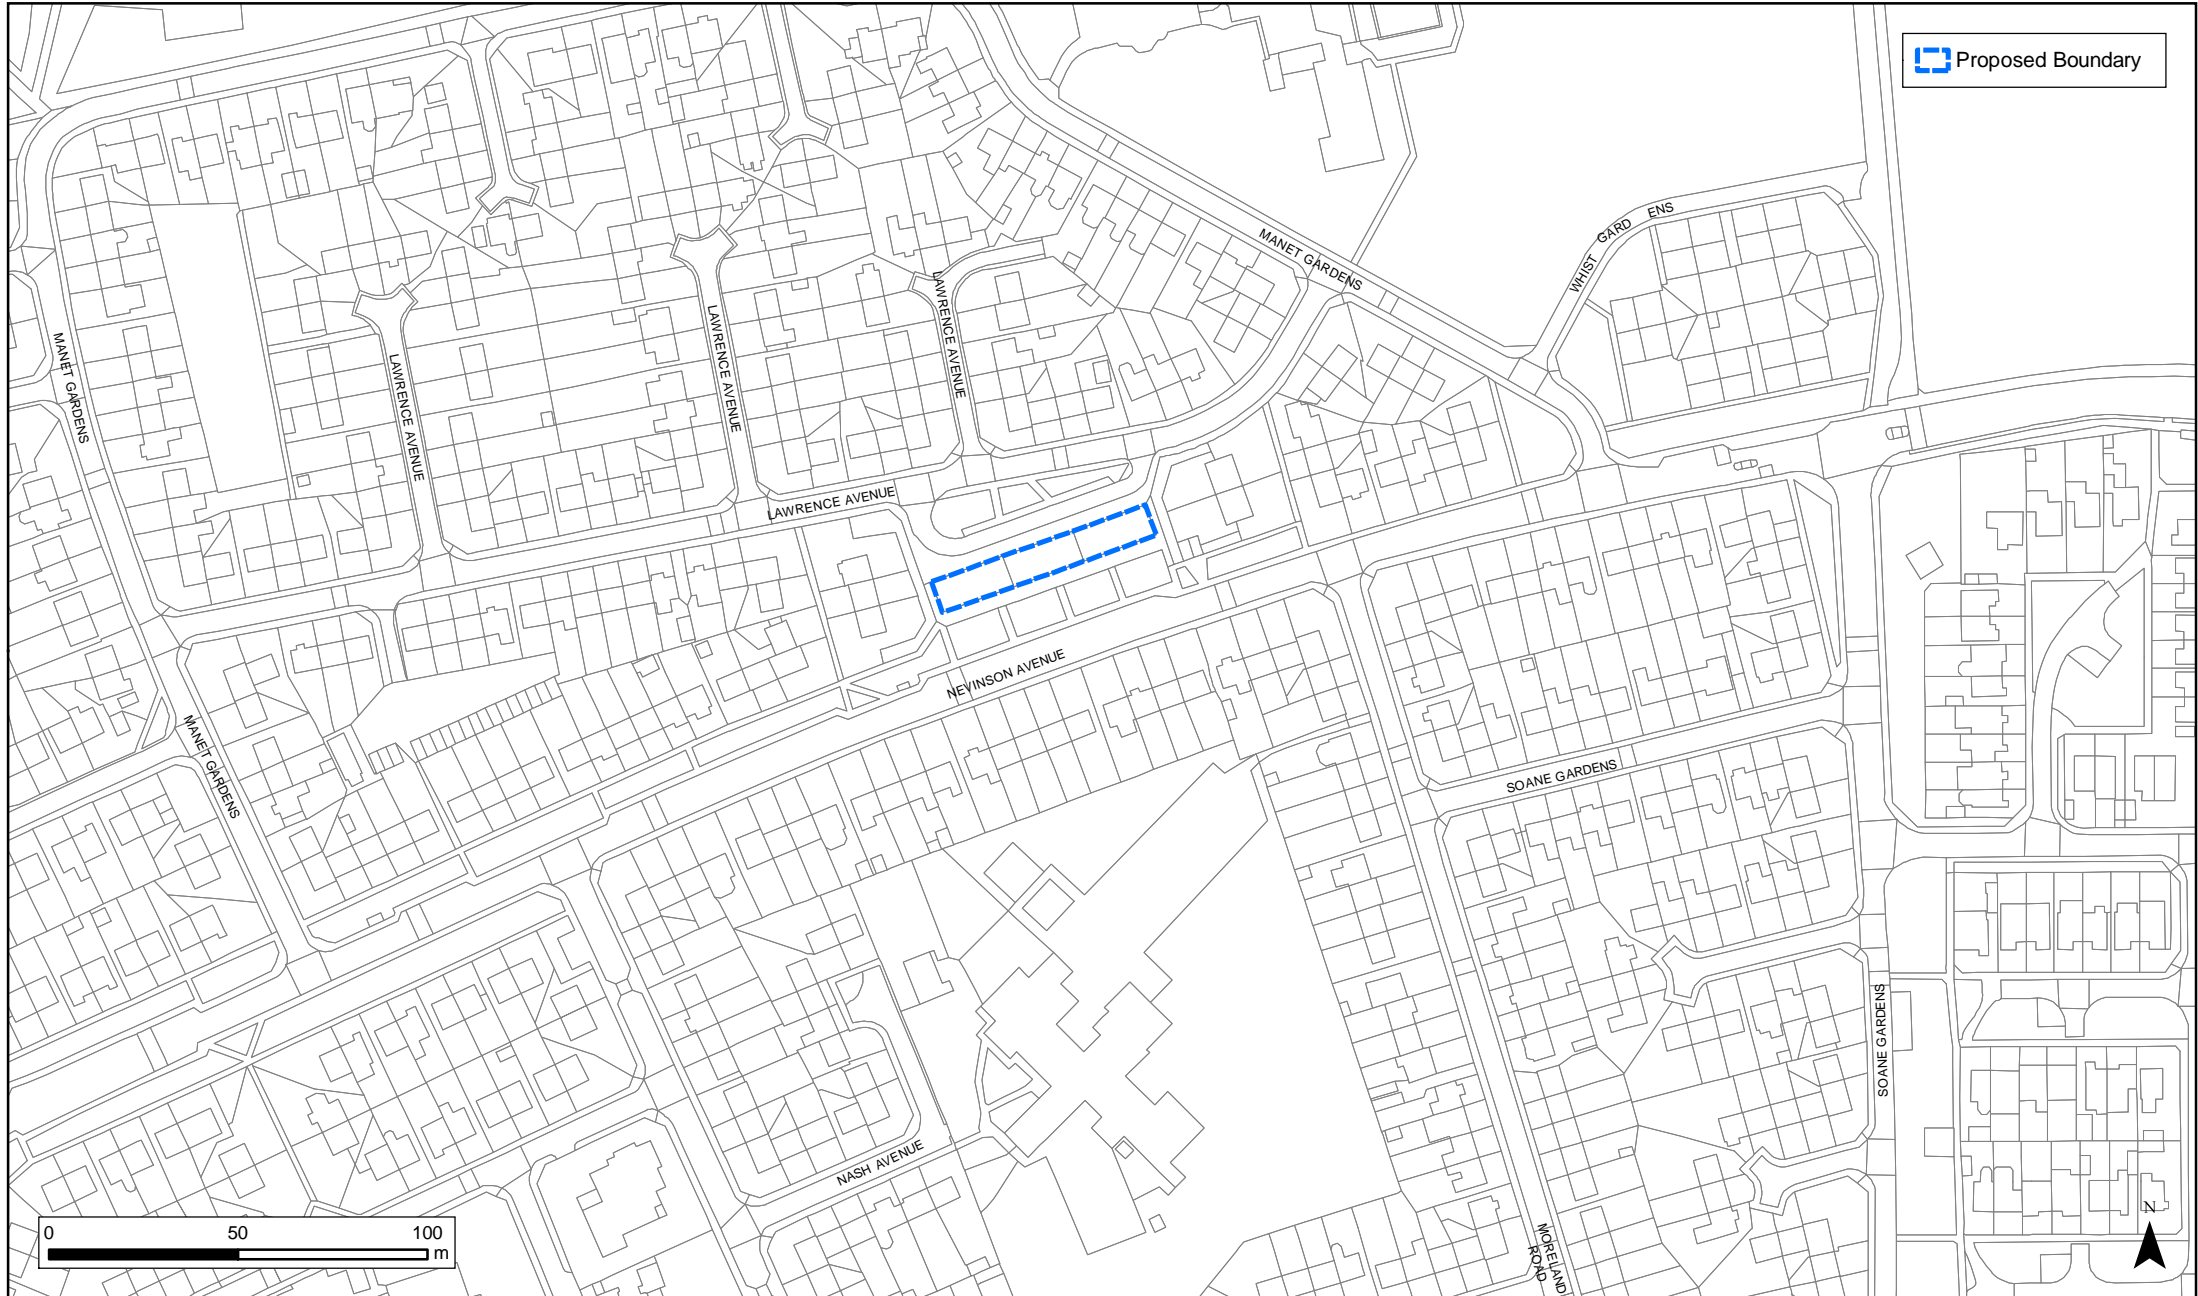 Proposed Boundary
WHIST GARD ENS
MANET GARDENS
LAWRENCE AVENUE
LAWRENCE AVENUE
MANET GARDENS
LAWRENCE AVENUE
LAWRENCE AVENUE
NEVINSON AVENUE
MANET GARDENS
SOANE GARDENS
SOANE GARDENS
NASH AVENUE
MORELAND
ROAD
N
0 50 100
m